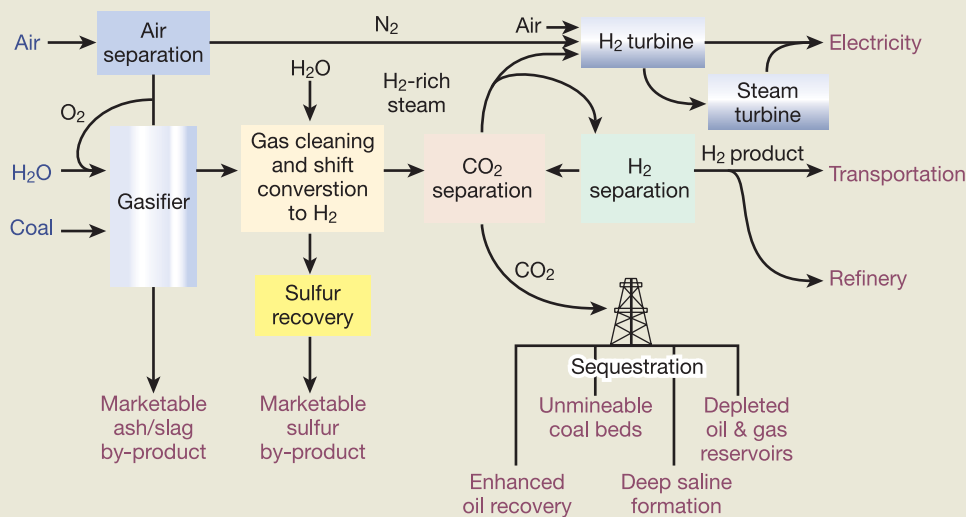 Air
Air
separation
N₂
Air
H₂ turbine
Electricity
H₂O
H₂-rich
steam
Steam
turbine
O₂
H₂O
Coal
Gasifier
Gas cleaning
and shift
converstion
to H₂
CO₂
separation
H₂
separation
H₂ product
Transportation
CO₂
Refinery
Sulfur
recovery
Sequestration
Marketable
ash/slag
by-product
Marketable
sulfur
by-product
Unmineable
coal beds
Depleted
oil & gas
reservoirs
Enhanced
oil recovery
Deep saline
formation